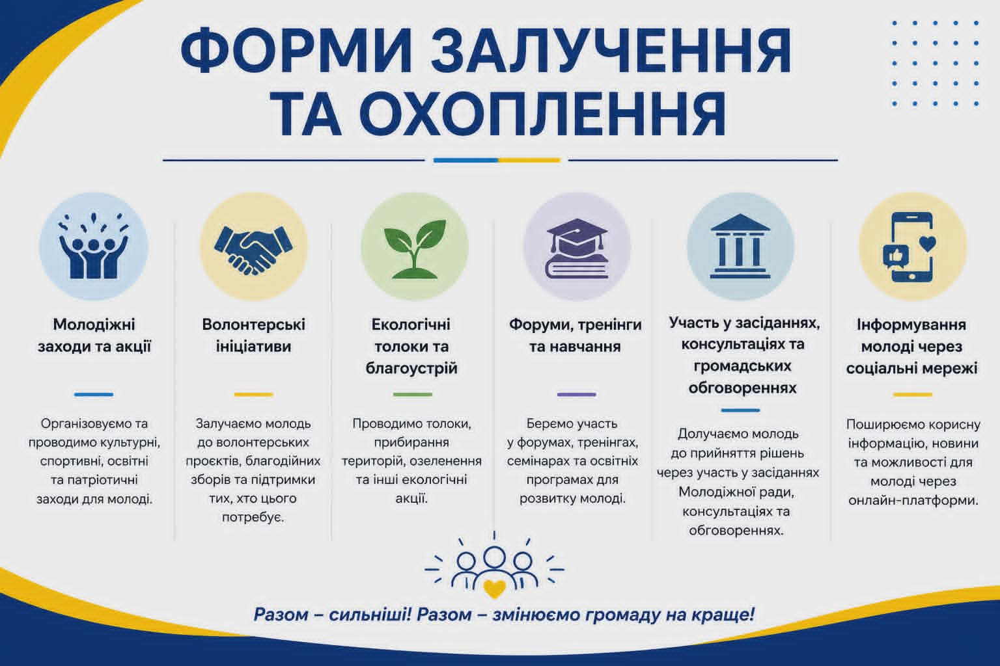 ФОРМИ ЗАЛУЧЕННЯ
ТА ОХОПЛЕННЯ
Молодіжні
заходи та акції
Організовуємо та
проводимо культурні,
спортивні, освітні
та патріотичні
заходи для молоді.
Волонтерські
ініціативи
Залучаємо молодь
до волонтерських
проєктів, благодійних
зборів та підтримки
тих, хто цього
потребує.
Екологічні
толоки та
благоустрій
Проводимо толоки,
прибирання
територій, озеленення
та інші екологічні
акції.
Форуми, тренінги
та навчання
Беремо участь
у форумах, тренінгах,
семінарах та освітніх
програмах для
розвитку молоді.
Участь у засіданнях,
консультаціях та
громадських
обговореннях
Долучаємо молодь
до прийняття рішень
через участь у засіданнях
Молодіжної ради,
консультаціях та
обговореннях.
Інформування
молоді через
соціальні мережі
Поширюємо корисну
інформацію, новини
та можливості для
молоді через
онлайн-платформи.
Разом – сильніші! Разом – змінюємо громаду на краще!